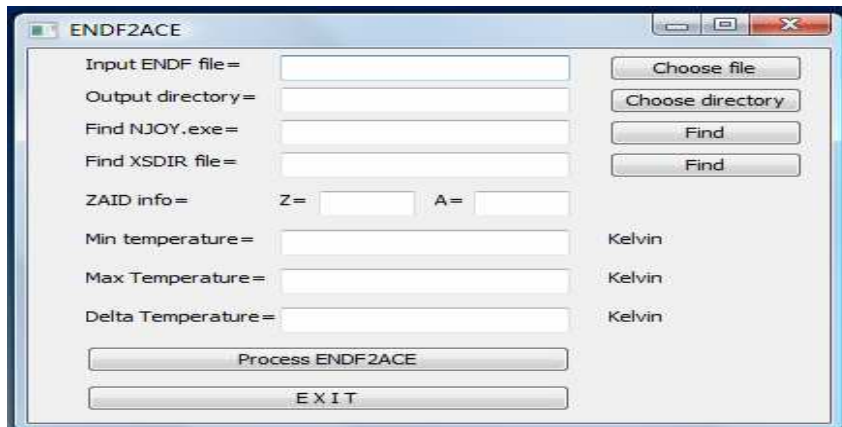 ENDF2ACE
Input ENDF file= Choose file
Output directory= Choose directory
Find NJOY.exe= Find
Find XSDIR file= Find
ZAID info= Z= A=
Min temperature= Kelvin
Max Temperature= Kelvin
Delta Temperature= Kelvin
Process ENDF2ACE
E X I T